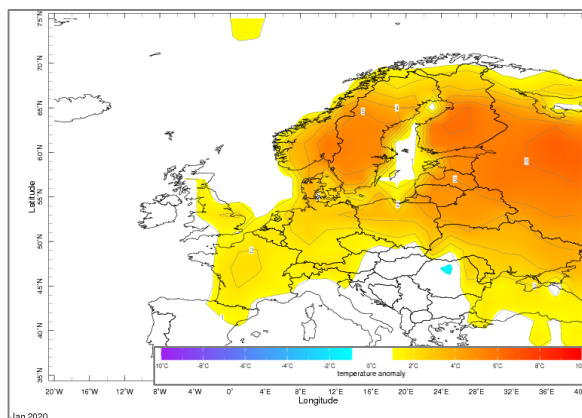 75˚N
70˚N
65˚N
60˚N
55˚N
50˚N
45˚N
40˚N
35˚N
Latitude
-10˚C -8˚C -6˚C -4˚C -2˚C 0˚C 2˚C 4˚C 6˚C 8˚C 10
temperature anomaly
20˚W 16˚W 12˚W 8˚W 4˚W 0˚ 4˚E 8˚E 12˚E 16˚E 20˚E 24˚E 28˚E 32˚E 36˚E 40
Longitude
Jan 2020